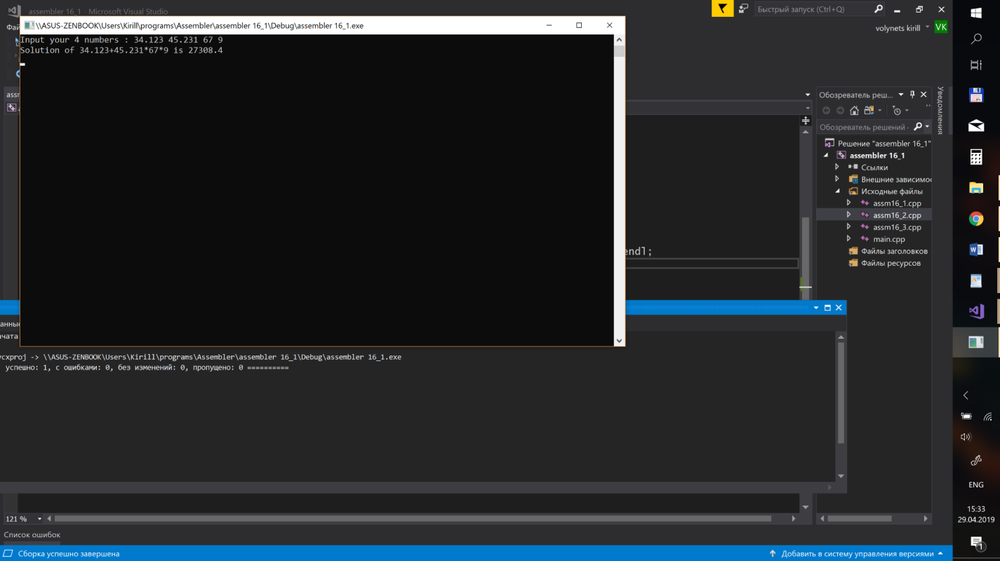 assembler 16_1 - Microsoft Visual Studio
Быстрый запуск (Ctrl+Q)
Фай
volynets kirill
VK
\\ASUS-ZENBOOK\Users\Kirill\programs\Assembler\assembler 16_1\Debug\assembler 16_1.exe
Input your 4 numbers : 34.123 45.231 67 9
Solution of 34.123+45.231*67*9 is 27308.4
assm
endl;
Обозреватель реш...
Обозреватель решений -
Решение "assembler 16_1"
assembler 16_1
Ссылки
Внешние зависимос
Исходные файлы
assm16_1.cpp
assm16_2.cpp
assm16_3.cpp
main.cpp
Файлы заголовков
Файлы ресурсов
Уведомления
анные
ачата
vcxproj -> \\ASUS-ZENBOOK\Users\Kirill\programs\Assembler\assembler 16_1\Debug\assembler 16_1.exe
успешно: 1, с ошибками: 0, без изменений: 0, пропущено: 0 ==========
121 %
Список ошибок
Сборка успешно завершена
Добавить в систему управления версиями
ENG
15:33
29.04.2019
1